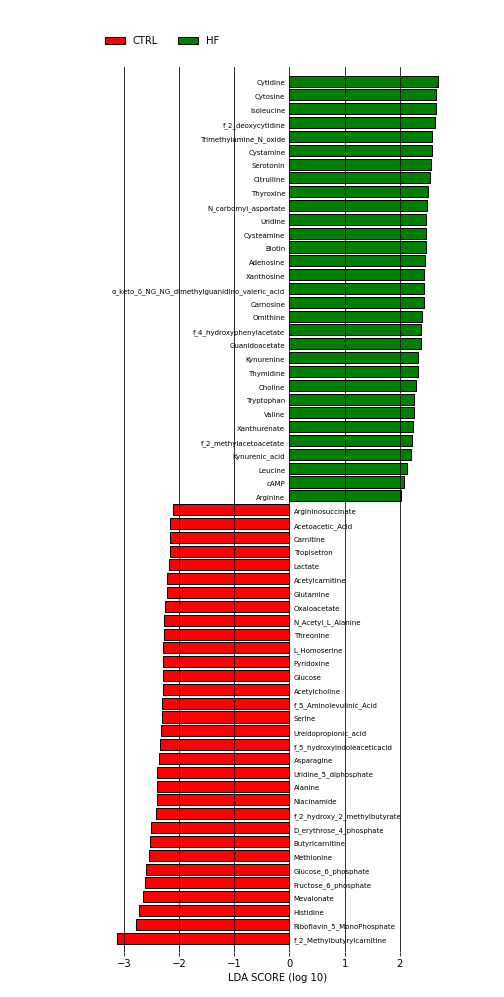 CTRL HF
Cytidine
Cytosine
Isoleucine
f_2_deoxycytidine
Trimethylamine_N_oxide
Cystamine
Serotonin
Citrulline
Thyroxine
N_carbomyl_aspartate
Uridine
Cysteamine
Biotin
Adenosine
Xanthosine
α_keto_δ_NG_NG_dimethylguanidino_valeric_acid
Carnosine
Ornithine
f_4_hydroxyphenylacetate
Guanidoacetate
Kynurenine
Thymidine
Choline
Tryptophan
Valine
Xanthurenate
f_2_methylacetoacetate
Kynurenic_acid
Leucine
cAMP
Arginine
Argininosuccinate
Acetoacetic_Acid
Carnitine
Tropisetron
Lactate
Acetylcarnitine
Glutamine
Oxaloacetate
N_Acetyl_L_Alanine
Threonine
L_Homoserine
Pyridoxine
Glucose
Acetylcholine
f_5_Aminolevulinic_Acid
Serine
Ureidopropionic_acid
f_5_hydroxyindoleaceticacid
Asparagine
Uridine_5_diphosphate
Alanine
Niacinamide
f_2_hydroxy_2_methylbutyrate
D_erythrose_4_phosphate
Butyrlcarnitine
Methionine
Glucose_6_phosphate
Fructose_6_phosphate
Mevalonate
Histidine
Riboflavin_5_MonoPhosphate
f_2_Methylbutyrylcarnitine
−3 −2 −1 0 1 2
LDA SCORE (log 10)